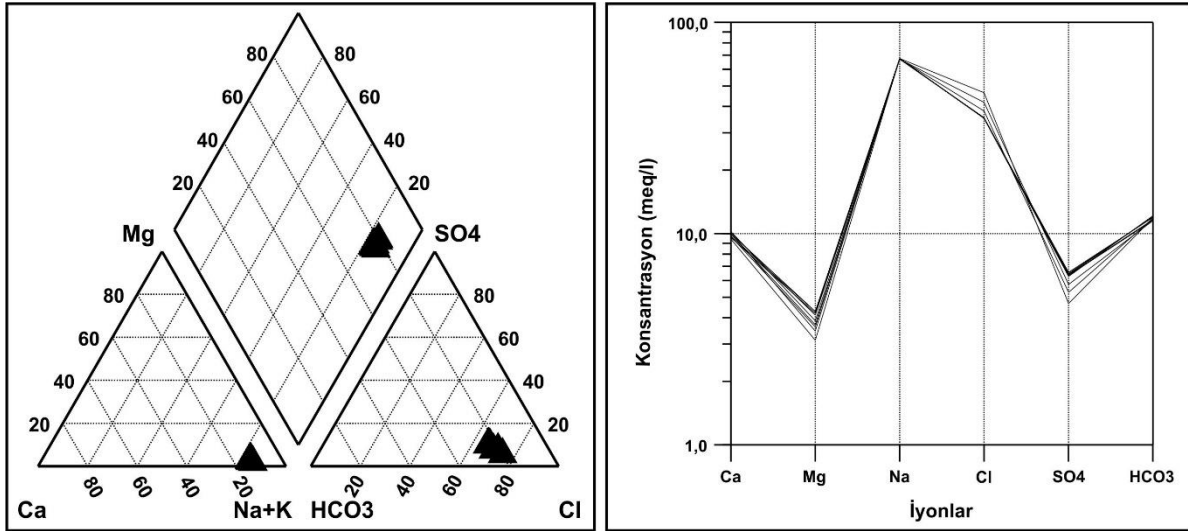 80 80
60 60
40 40
20 20
Mg SO4
80 80
60 60
40 40
20 20
80 60 40 20 20 40 60 80
Ca Na+K HCO3 Cl
100,0
10,0
1,0
Konsantrasyon (meq/l)
Ca Mg Na Cl SO4 HCO3
İyonlar